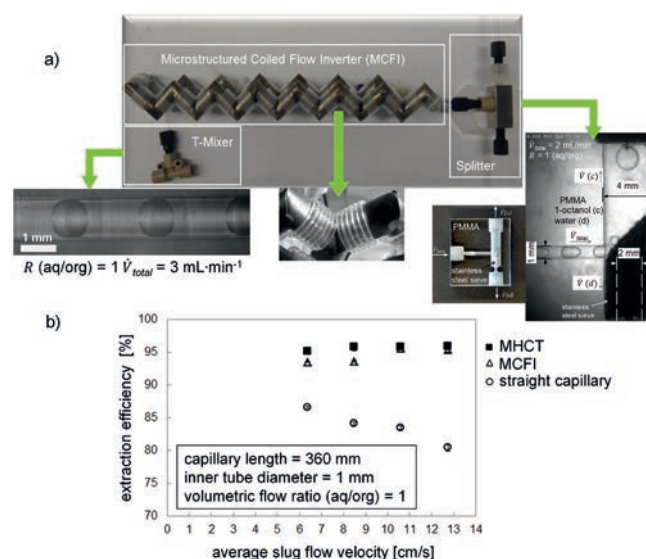 a)
Microstructured Coiled Flow Inverter (MCFI)
T-Mixer
Splitter
1 mm
R (aq/org) = 1 V̇total = 3 mL·min⁻¹
PMMA
stainless
steel sieve
V̇total = 2 mL/min
R = 1 (aq/org)
V̇ (c)
4 mm
PMMA
1-octanol (c)
water (d)
V̇total
1 mm
2 mm
V̇ (d)
stainless
steel sieve
b)
extraction efficiency [%]
100
95
90
85
80
75
70
MHCT
MCFI
straight capillary
capillary length = 360 mm
inner tube diameter = 1 mm
volumetric flow ratio (aq/org) = 1
0 1 2 3 4 5 6 7 8 9 10 11 12 13 14
average slug flow velocity [cm/s]